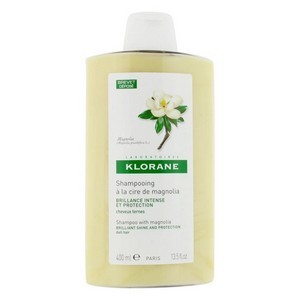 BREVET
DÉPOSÉ
LABORATOIRES
KLORANE
Shampooing
à la cire de magnolia
BRILLANCE INTENSE
ET PROTECTION
cheveux ternes
Shampoo with magnolia
BRILLIANT SHINE AND PROTECTION
dull hair
400 ml e PARIS 13.5 fl.oz